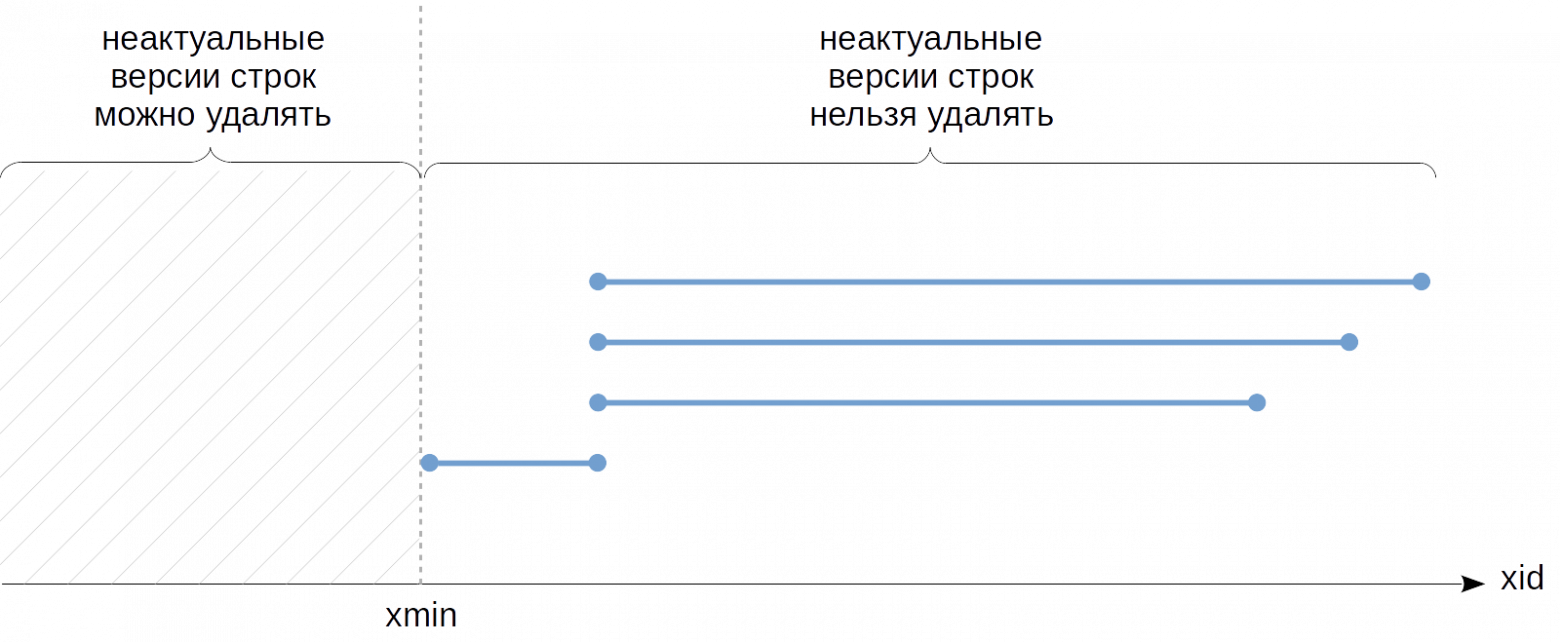 неактуальные
версии строк
можно удалять
неактуальные
версии строк
нельзя удалять
xid
xmin